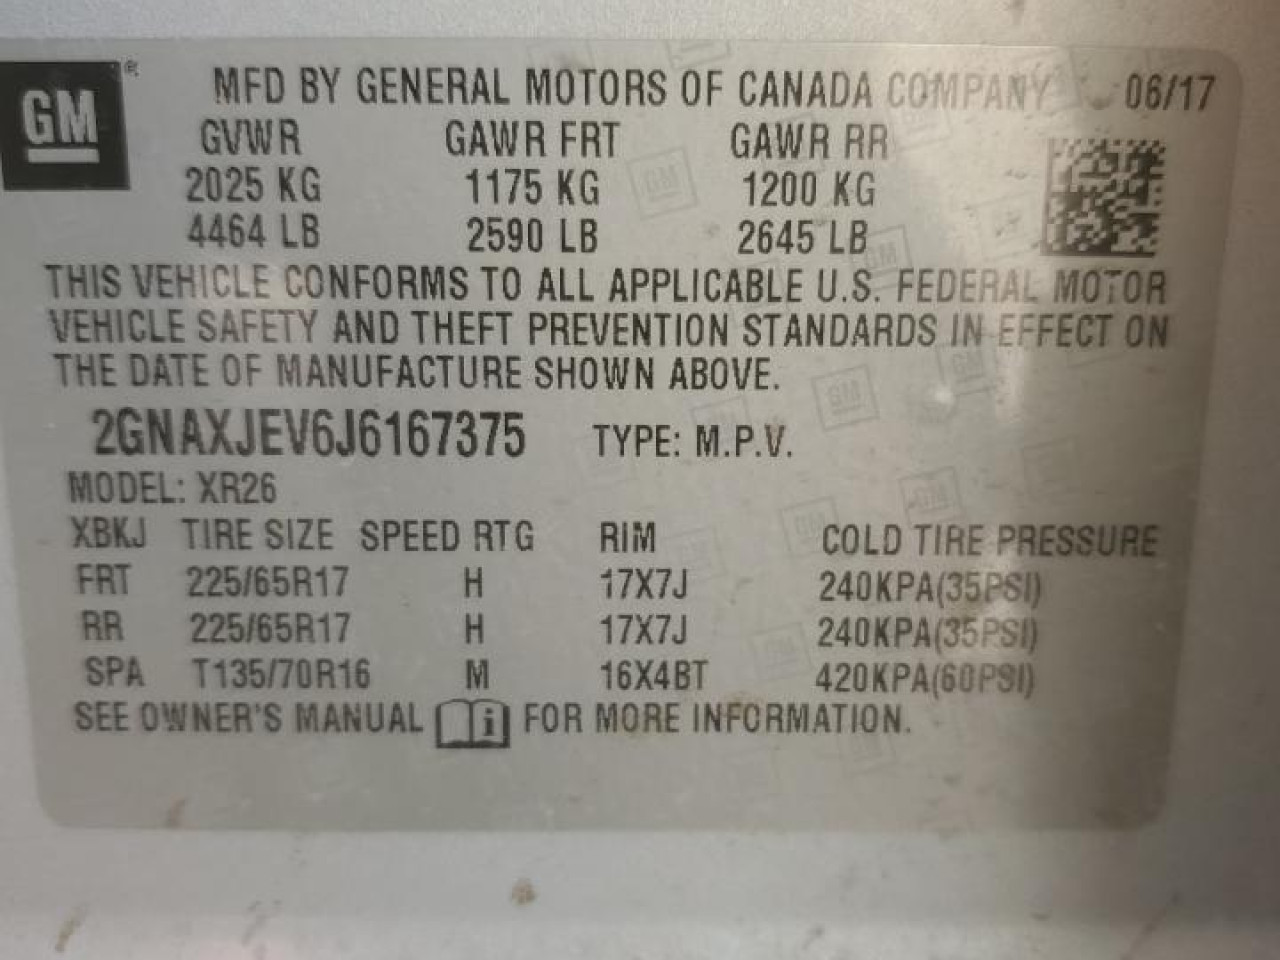 GM ® MFD BY GENERAL MOTORS OF CANADA COMPANY 06/17
GVWR GAWR FRT GAWR RR
2025 KG 1175 KG 1200 KG
4464 LB 2590 LB 2645 LB
THIS VEHICLE CONFORMS TO ALL APPLICABLE U.S. FEDERAL MOTOR
VEHICLE SAFETY AND THEFT PREVENTION STANDARDS IN EFFECT ON
THE DATE OF MANUFACTURE SHOWN ABOVE.
2GNAXJEV6J6167375 TYPE: M.P.V.
MODEL: XR26
XBKJ TIRE SIZE SPEED RTG RIM COLD TIRE PRESSURE
FRT 225/65R17 H 17X7J 240KPA(35PSI)
RR 225/65R17 H 17X7J 240KPA(35PSI)
SPA T135/70R16 M 16X4BT 420KPA(60PSI)
SEE OWNER'S MANUAL i FOR MORE INFORMATION.